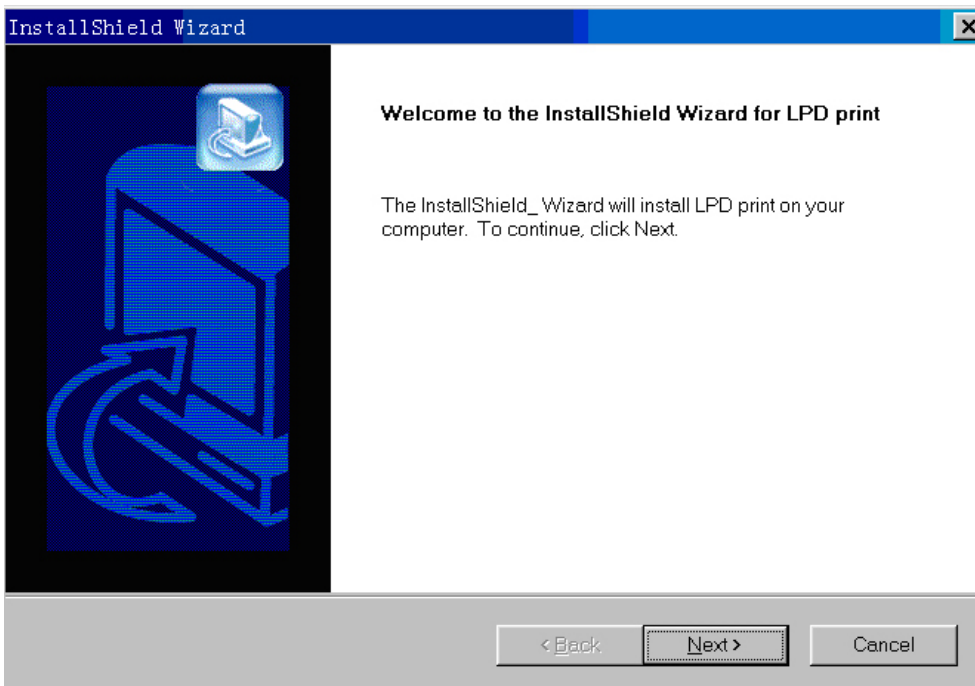 InstallShield Wizard
Welcome to the InstallShield Wizard for LPD print
The InstallShield_ Wizard will install LPD print on your
computer. To continue, click Next.
< Back
Next >
Cancel